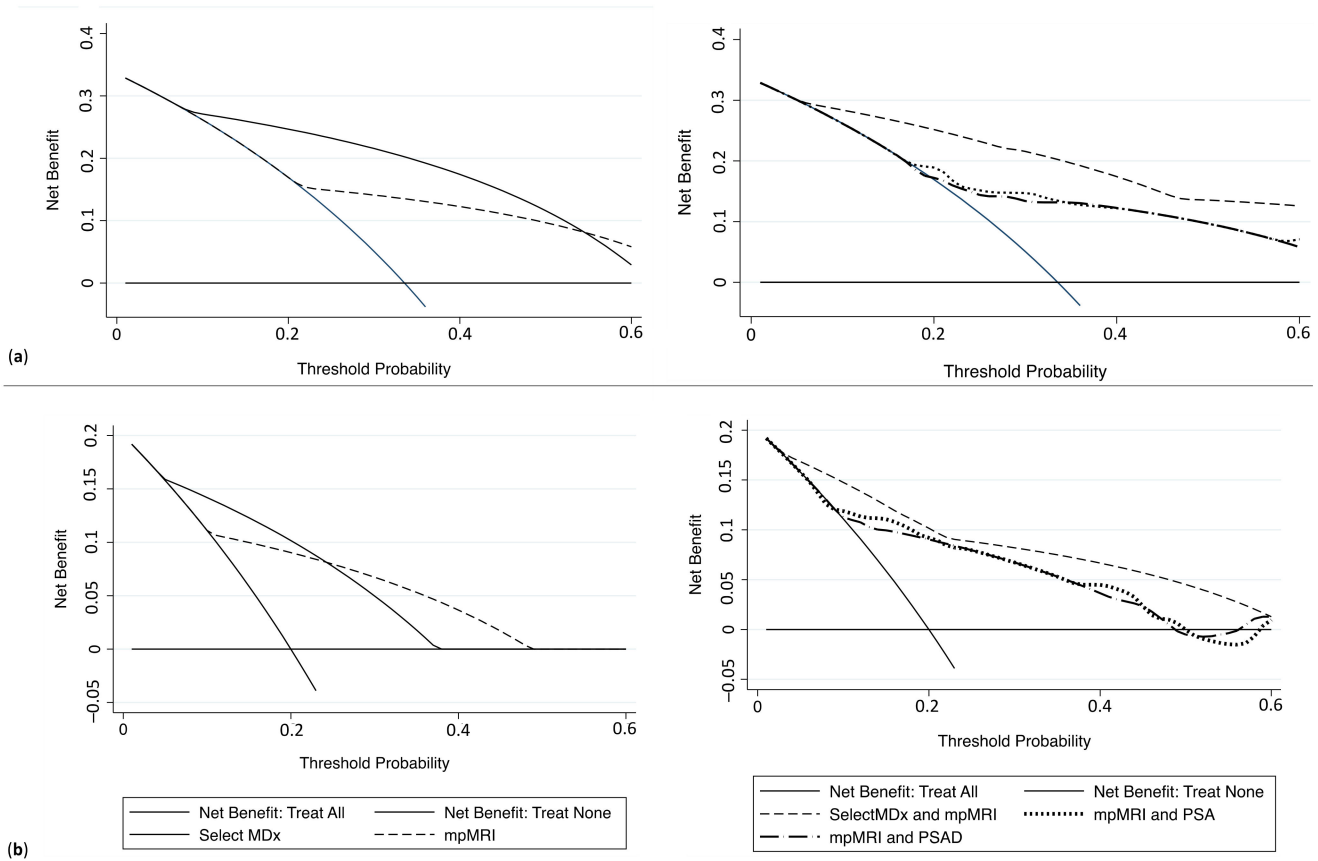 0.4
0.3
0.2
0.1
0
Net Benefit
0 0.2 0.4 0.6
Threshold Probability
0.4
0.3
0.2
0.1
0
Net Benefit
0 0.2 0.4 0.6
Threshold Probability
(a)
0.2
0.15
0.1
0.05
0
−0.05
Net Benefit
0 0.2 0.4 0.6
Threshold Probability
Net Benefit: Treat All Net Benefit: Treat None
Select MDx mpMRI
0.2
0.15
0.1
0.05
0
−0.05
Net Benefit
0 0.2 0.4 0.6
Threshold Probability
Net Benefit: Treat All Net Benefit: Treat None
SelectMDx and mpMRI mpMRI and PSA
mpMRI and PSAD
(b)